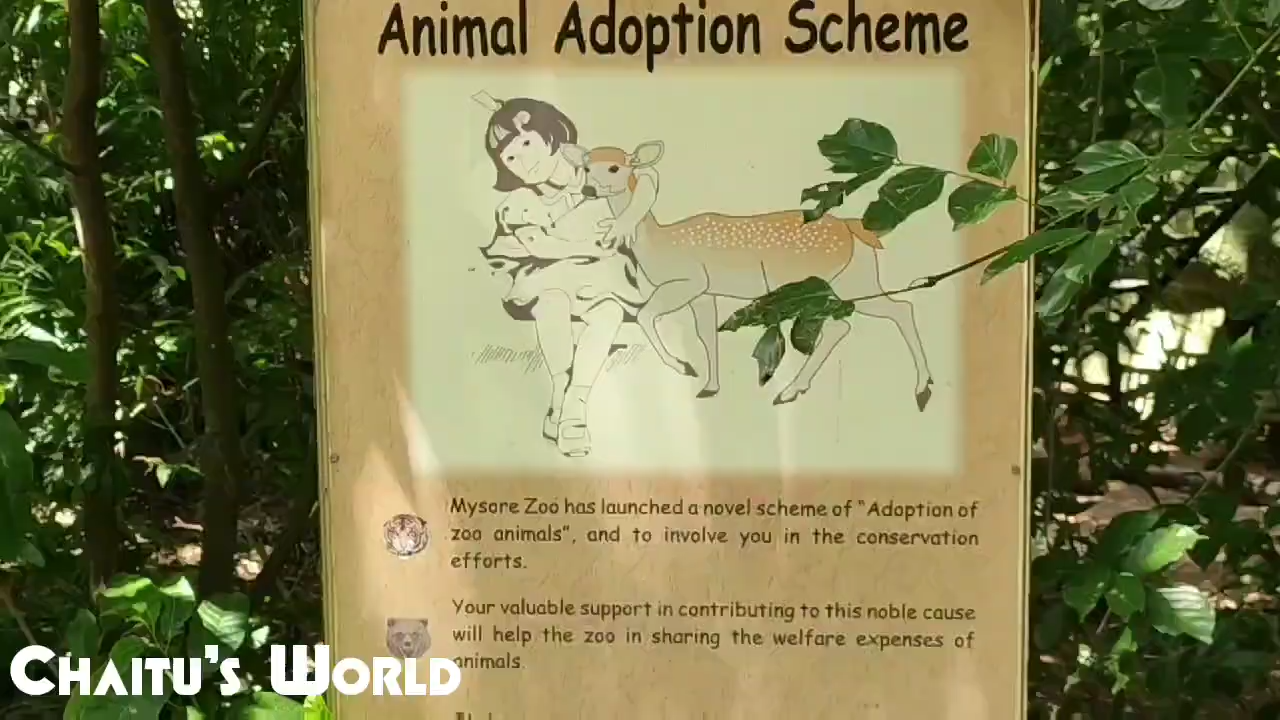 Animal Adoption Scheme
Mysore Zoo has launched a novel scheme of "Adoption of
zoo animals", and to involve you in the conservation
efforts.
Your valuable support in contributing to this noble cause
will help the zoo in sharing the welfare expenses of
animals.
CHAITU'S WORLD